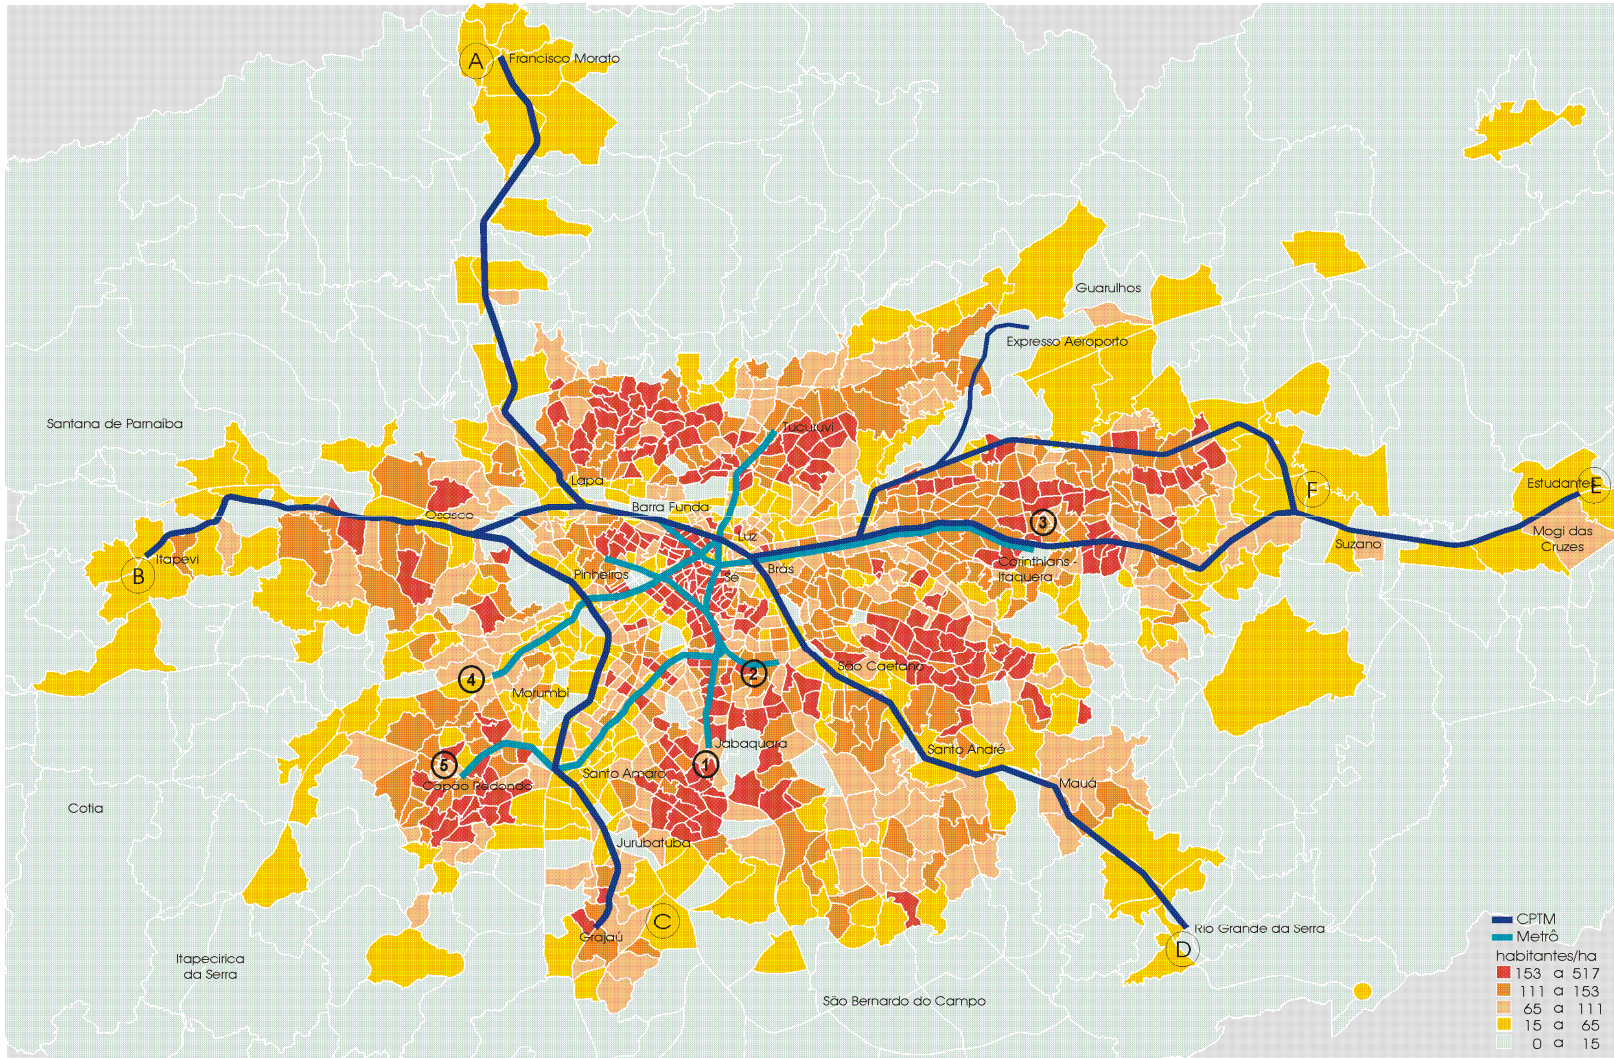 A
Francisco Morato
Guarulhos
Expresso Aeroporto
Santana de Parnaíba
Tucuruvi
Lapa
Barra Funda
Osasco
Luz
F
Estudantes
E
3
Mogi das
Cruzes
Suzano
Itapevi
B
Pinheiros
Sé
Brás
Corinthians -
Itaquera
4
Morumbi
2
São Caetano
5
Capão Redondo
Santo Amaro
1
Jabaquara
Santo André
Mauá
Cotia
Jurubatuba
C
Grajaú
D
Rio Grande da Serra
Itapecirica
da Serra
São Bernardo do Campo
CPTM
Metrô
habitantes/ha
153 a 517
111 a 153
65 a 111
15 a 65
0 a 15